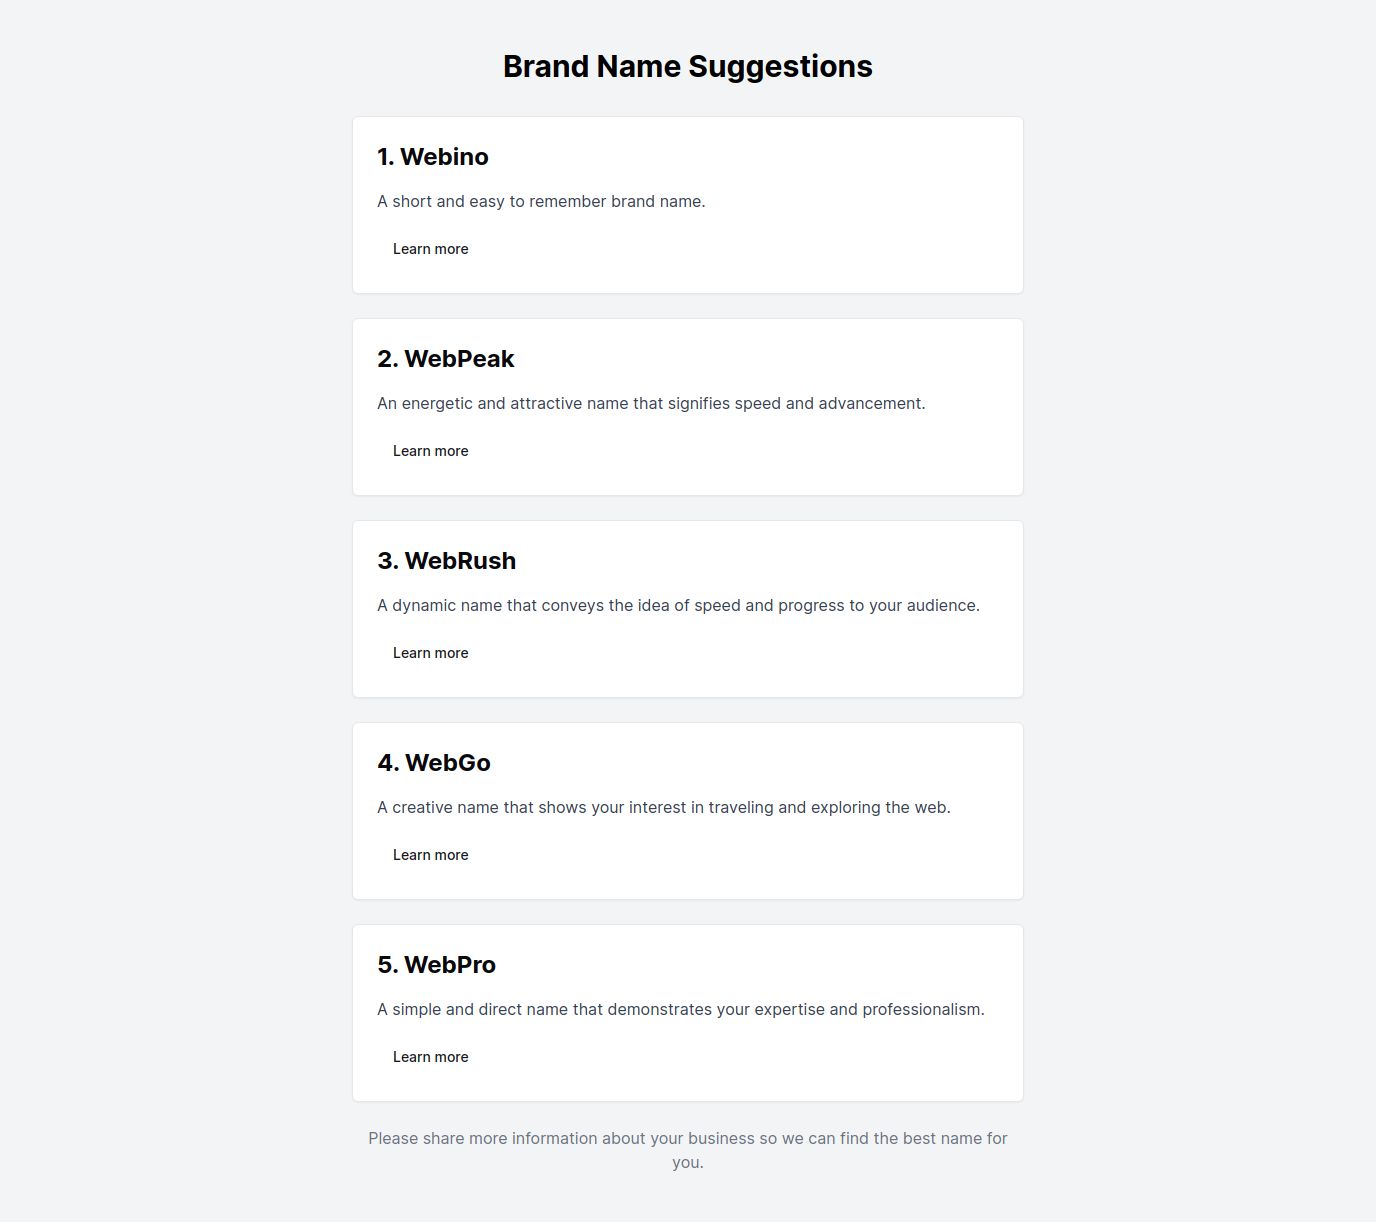 Brand Name Suggestions
1. Webino
A short and easy to remember brand name.
Learn more
2. WebPeak
An energetic and attractive name that signifies speed and advancement.
Learn more
3. WebRush
A dynamic name that conveys the idea of speed and progress to your audience.
Learn more
4. WebGo
A creative name that shows your interest in traveling and exploring the web.
Learn more
5. WebPro
A simple and direct name that demonstrates your expertise and professionalism.
Learn more
Please share more information about your business so we can find the best name for
you.